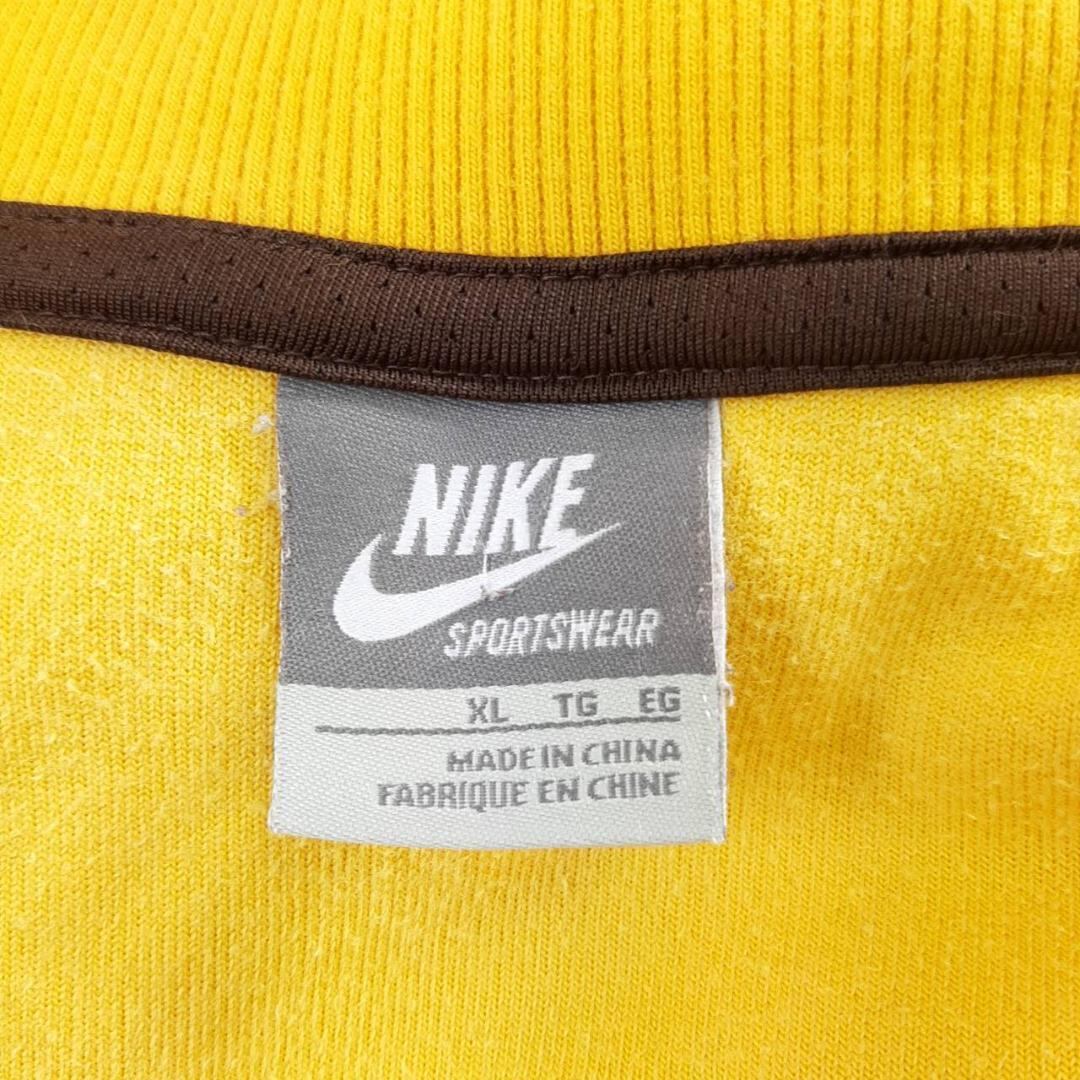 NIKE
SPORTSWEAR
XL TG EG
MADE IN CHINA
FABRIQUE EN CHINE